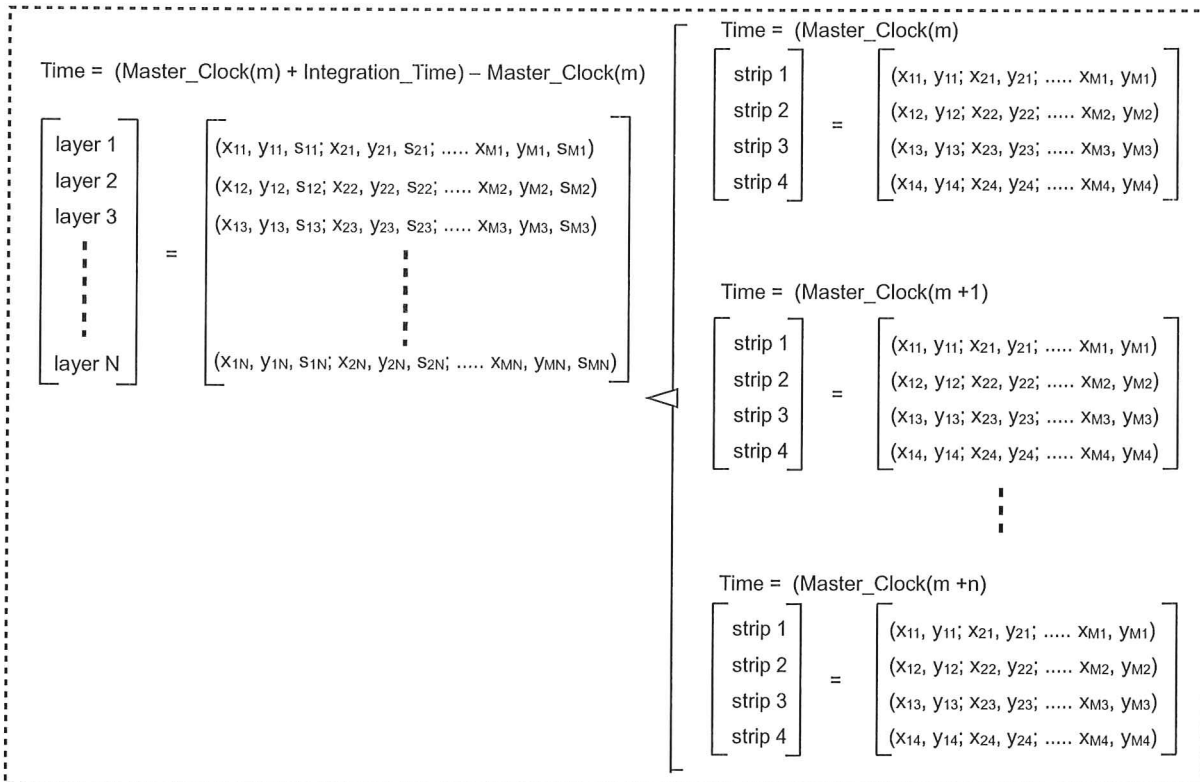 Time = (Master_Clock(m) + Integration_Time) – Master_Clock(m)
layer 1
layer 2
layer 3
layer N
=
(x11, y11, s11; x21, y21, s21; ..... xM1, yM1, sM1)
(x12, y12, s12; x22, y22, s22; ..... xM2, yM2, sM2)
(x13, y13, s13; x23, y23, s23; ..... xM3, yM3, sM3)
(x1N, y1N, s1N; x2N, y2N, s2N; ..... xMN, yMN, sMN)
Time = (Master_Clock(m)
strip 1
strip 2
strip 3
strip 4
=
(x11, y11; x21, y21; ..... xM1, yM1)
(x12, y12; x22, y22; ..... xM2, yM2)
(x13, y13; x23, y23; ..... xM3, yM3)
(x14, y14; x24, y24; ..... xM4, yM4)
Time = (Master_Clock(m +1)
strip 1
strip 2
strip 3
strip 4
=
(x11, y11; x21, y21; ..... xM1, yM1)
(x12, y12; x22, y22; ..... xM2, yM2)
(x13, y13; x23, y23; ..... xM3, yM3)
(x14, y14; x24, y24; ..... xM4, yM4)
Time = (Master_Clock(m +n)
strip 1
strip 2
strip 3
strip 4
=
(x11, y11; x21, y21; ..... xM1, yM1)
(x12, y12; x22, y22; ..... xM2, yM2)
(x13, y13; x23, y23; ..... xM3, yM3)
(x14, y14; x24, y24; ..... xM4, yM4)